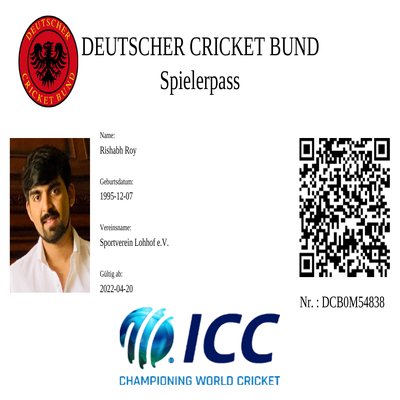 DEUTSCHER
CRICKET BUND
DEUTSCHER CRICKET BUND
Spielerpass
Name:
Rishabh Roy
Geburtsdatum:
1995-12-07
Vereinsname:
Sportverein Lohhof e.V.
Gültig ab:
2022-04-20
Nr. : DCB0M54838
ICC
CHAMPIONING WORLD CRICKET